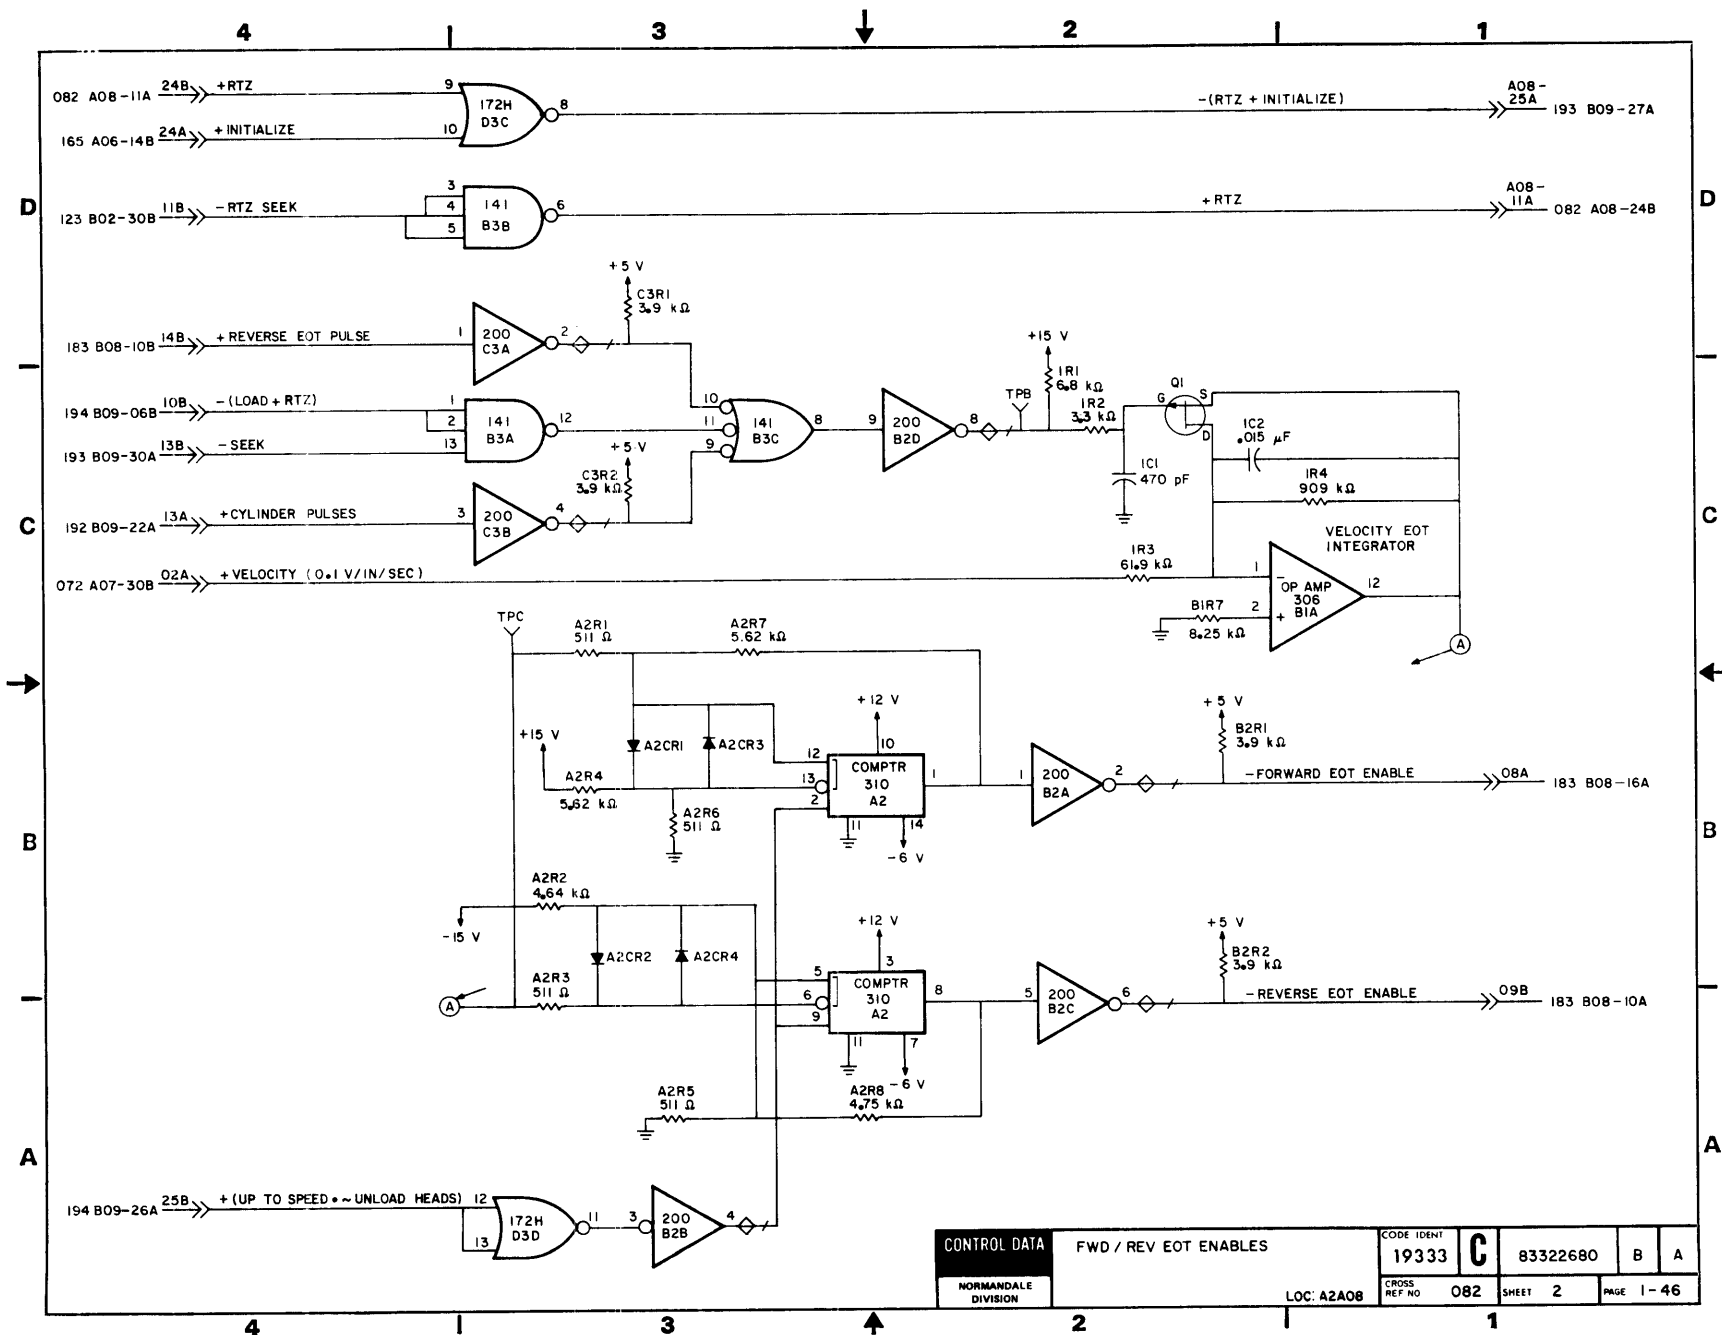 4 3 2 1
082 A08-11A 24B +RTZ 9 172H D3C 8 -(RTZ + INITIALIZE) A08-25A 193 B09-27A
165 A06-14B 24A +INITIALIZE 10
D D
123 B02-30B 11B -RTZ SEEK 3 4 5 141 B3B 6 +RTZ A08-11A 082 A08-24B
+5 V
C3R1
3.9 kΩ
183 B08-10B 14B +REVERSE EOT PULSE 1 200 C3A 2
+15 V
1R1
6.8 kΩ
TPB
1R2
3.3 kΩ
Q1 G S D
194 B09-06B 10B -(LOAD + RTZ) 1 2 141 B3A 12
193 B09-30A 13B -SEEK 13
10 11 9 141 B3C 8 9 200 B2D 8
1C2
.015 µF
1C1
470 pF
1R4
909 kΩ
+5 V
C3R2
3.9 kΩ
C C
192 B09-22A 13A +CYLINDER PULSES 3 200 C3B 4
VELOCITY EOT
INTEGRATOR
1R3
61.9 kΩ
072 A07-30B 02A +VELOCITY (0.1 V/IN/SEC)
1 - OP AMP 306 B1A 12
2 +
B1R7
8.25 kΩ
A
TPC
A2R1
511 Ω
A2R7
5.62 kΩ
+12 V
10
+15 V
A2CR1 A2CR3
A2R4
5.62 kΩ
A2R6
511 Ω
12 13 2 COMPTR 310 A2 1
11 14
-6 V
1 200 B2A 2
+5 V
B2R1
3.9 kΩ
-FORWARD EOT ENABLE 08A 183 B08-16A
B B
A2R2
4.64 kΩ
-15 V
A2CR2 A2CR4
A2R3
511 Ω
A
+12 V
3
5 6 9 COMPTR 310 A2 8
11 7
-6 V
5 200 B2C 6
+5 V
B2R2
3.9 kΩ
-REVERSE EOT ENABLE 09B 183 B08-10A
A2R5
511 Ω
A2R8
4.75 kΩ
A A
194 B09-26A 25B +(UP TO SPEED • ~ UNLOAD HEADS) 12 13 172H D3D 11 3 200 B2B 4
CONTROL DATA
NORMANDALE
DIVISION
FWD / REV EOT ENABLES
LOC: A2A08
CODE IDENT
19333 C 83322680 B A
CROSS
REF NO 082 SHEET 2 PAGE 1-46
4 3 2 1